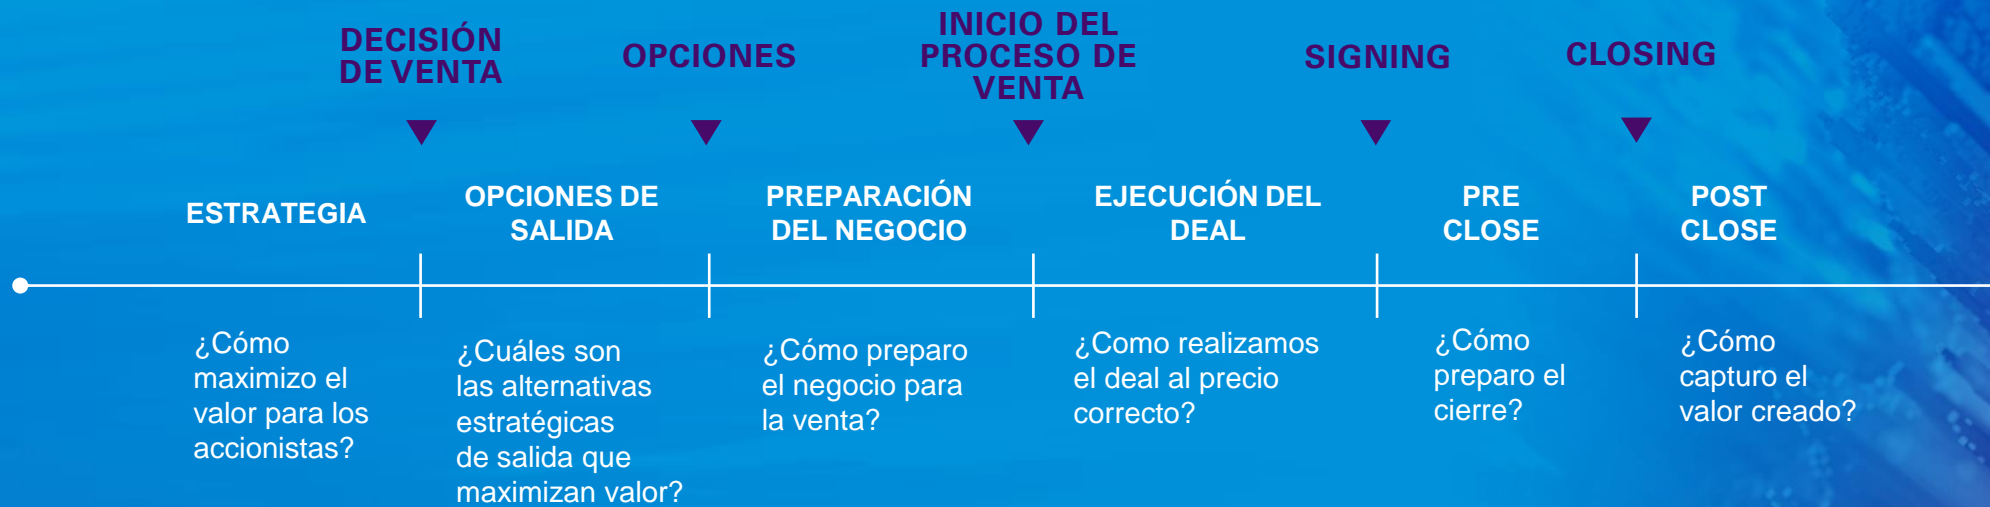 DECISIÓN
DE VENTA
OPCIONES
INICIO DEL
PROCESO DE
VENTA
SIGNING
CLOSING
ESTRATEGIA
OPCIONES DE
SALIDA
PREPARACIÓN
DEL NEGOCIO
EJECUCIÓN DEL
DEAL
PRE
CLOSE
POST
CLOSE
¿Cómo
maximizo el
valor para los
accionistas?
¿Cuáles son
las alternativas
estratégicas
de salida que
maximizan valor?
¿Cómo preparo
el negocio para
la venta?
¿Como realizamos
el deal al precio
correcto?
¿Cómo
preparo el
cierre?
¿Cómo
capturo el
valor creado?